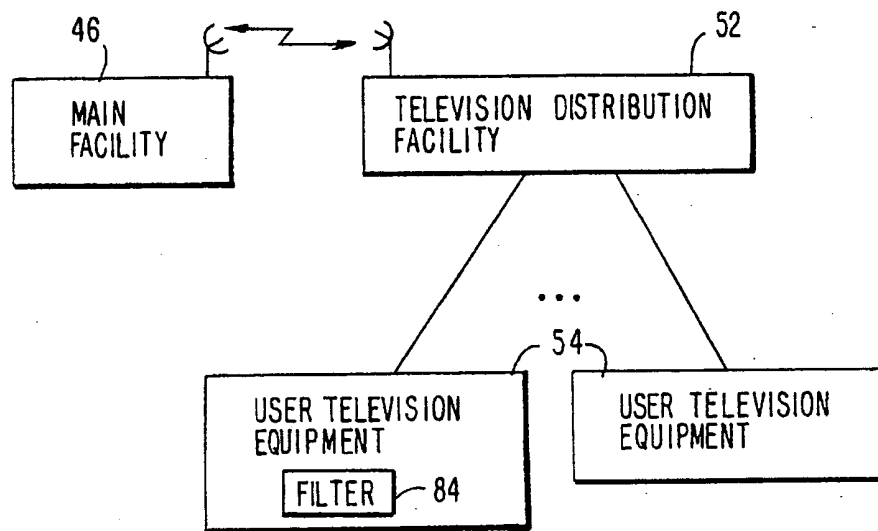 46
52
MAIN
FACILITY
TELEVISION DISTRIBUTION
FACILITY
...
54
USER TELEVISION
EQUIPMENT
FILTER
84
USER TELEVISION
EQUIPMENT